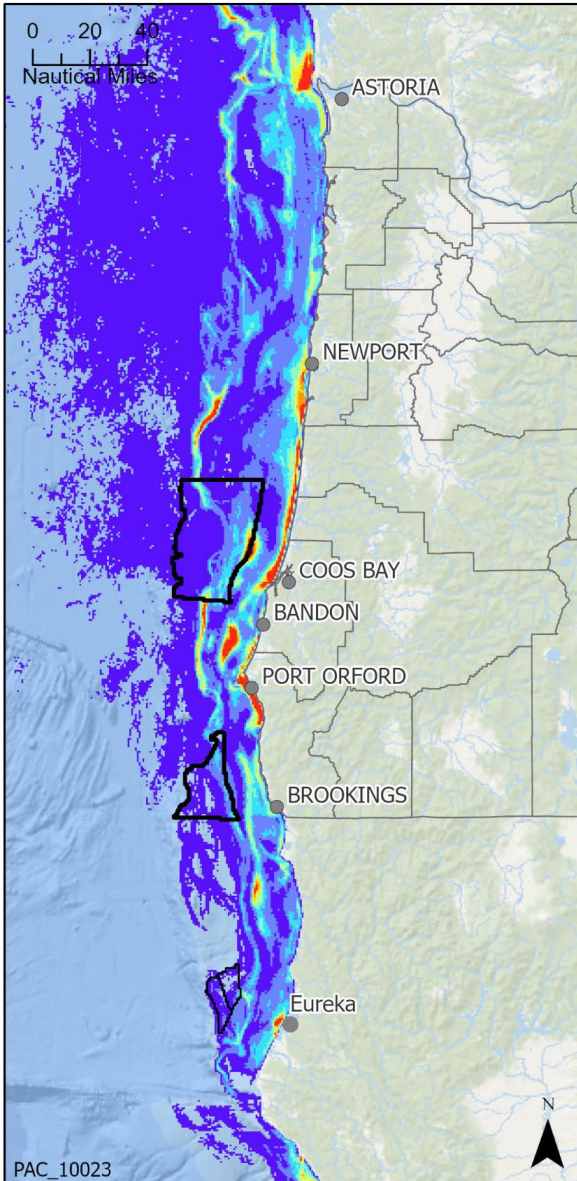 0 20 40
Nautical Miles
ASTORIA
NEWPORT
COOS BAY
BANDON
PORT ORFORD
BROOKINGS
Eureka
N
PAC_10023